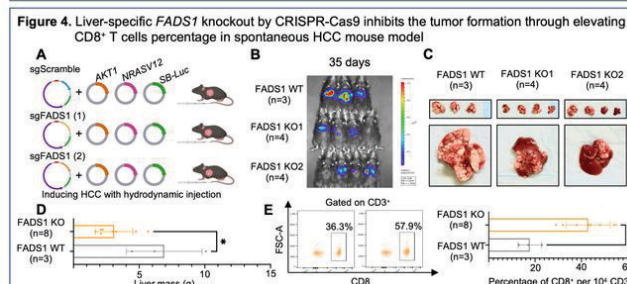 Figure 4. Liver-specific FADS1 knockout by CRISPR-Cas9 inhibits the tumor formation through elevating
CD8⁺ T cells percentage in spontaneous HCC mouse model
A
sgScramble
AKT1
NRASV12
SB-Luc
+
sgFADS1 (1)
+
sgFADS1 (2)
+
Inducing HCC with hydrodynamic injection
B
35 days
FADS1 WT
(n=3)
FADS1 KO1
(n=4)
FADS1 KO2
(n=4)
C
FADS1 WT
(n=3)
FADS1 KO1
(n=4)
FADS1 KO2
(n=4)
D
FADS1 KO
(n=8)
FADS1 WT
(n=3)
*
0 5 10 15
Liver mass (g)
E
Gated on CD3⁺
36.3%
57.9%
FSC-A
CD8
FADS1 KO
(n=8)
FADS1 WT
(n=3)
0 20 40 6
Percentage of CD8⁺ per 10⁴ CD3